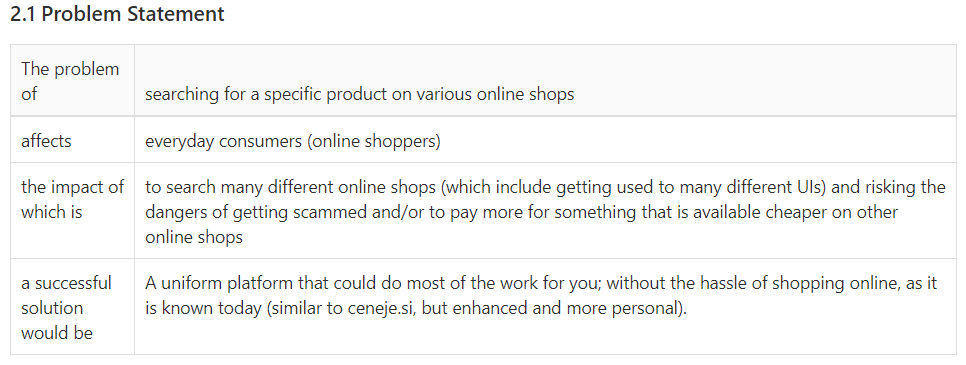 2.1 Problem Statement
The problem
of
searching for a specific product on various online shops
affects
everyday consumers (online shoppers)
the impact of
which is
to search many different online shops (which include getting used to many different UIs) and risking the
dangers of getting scammed and/or to pay more for something that is available cheaper on other
online shops
a successful
solution
would be
A uniform platform that could do most of the work for you; without the hassle of shopping online, as it
is known today (similar to ceneje.si, but enhanced and more personal).